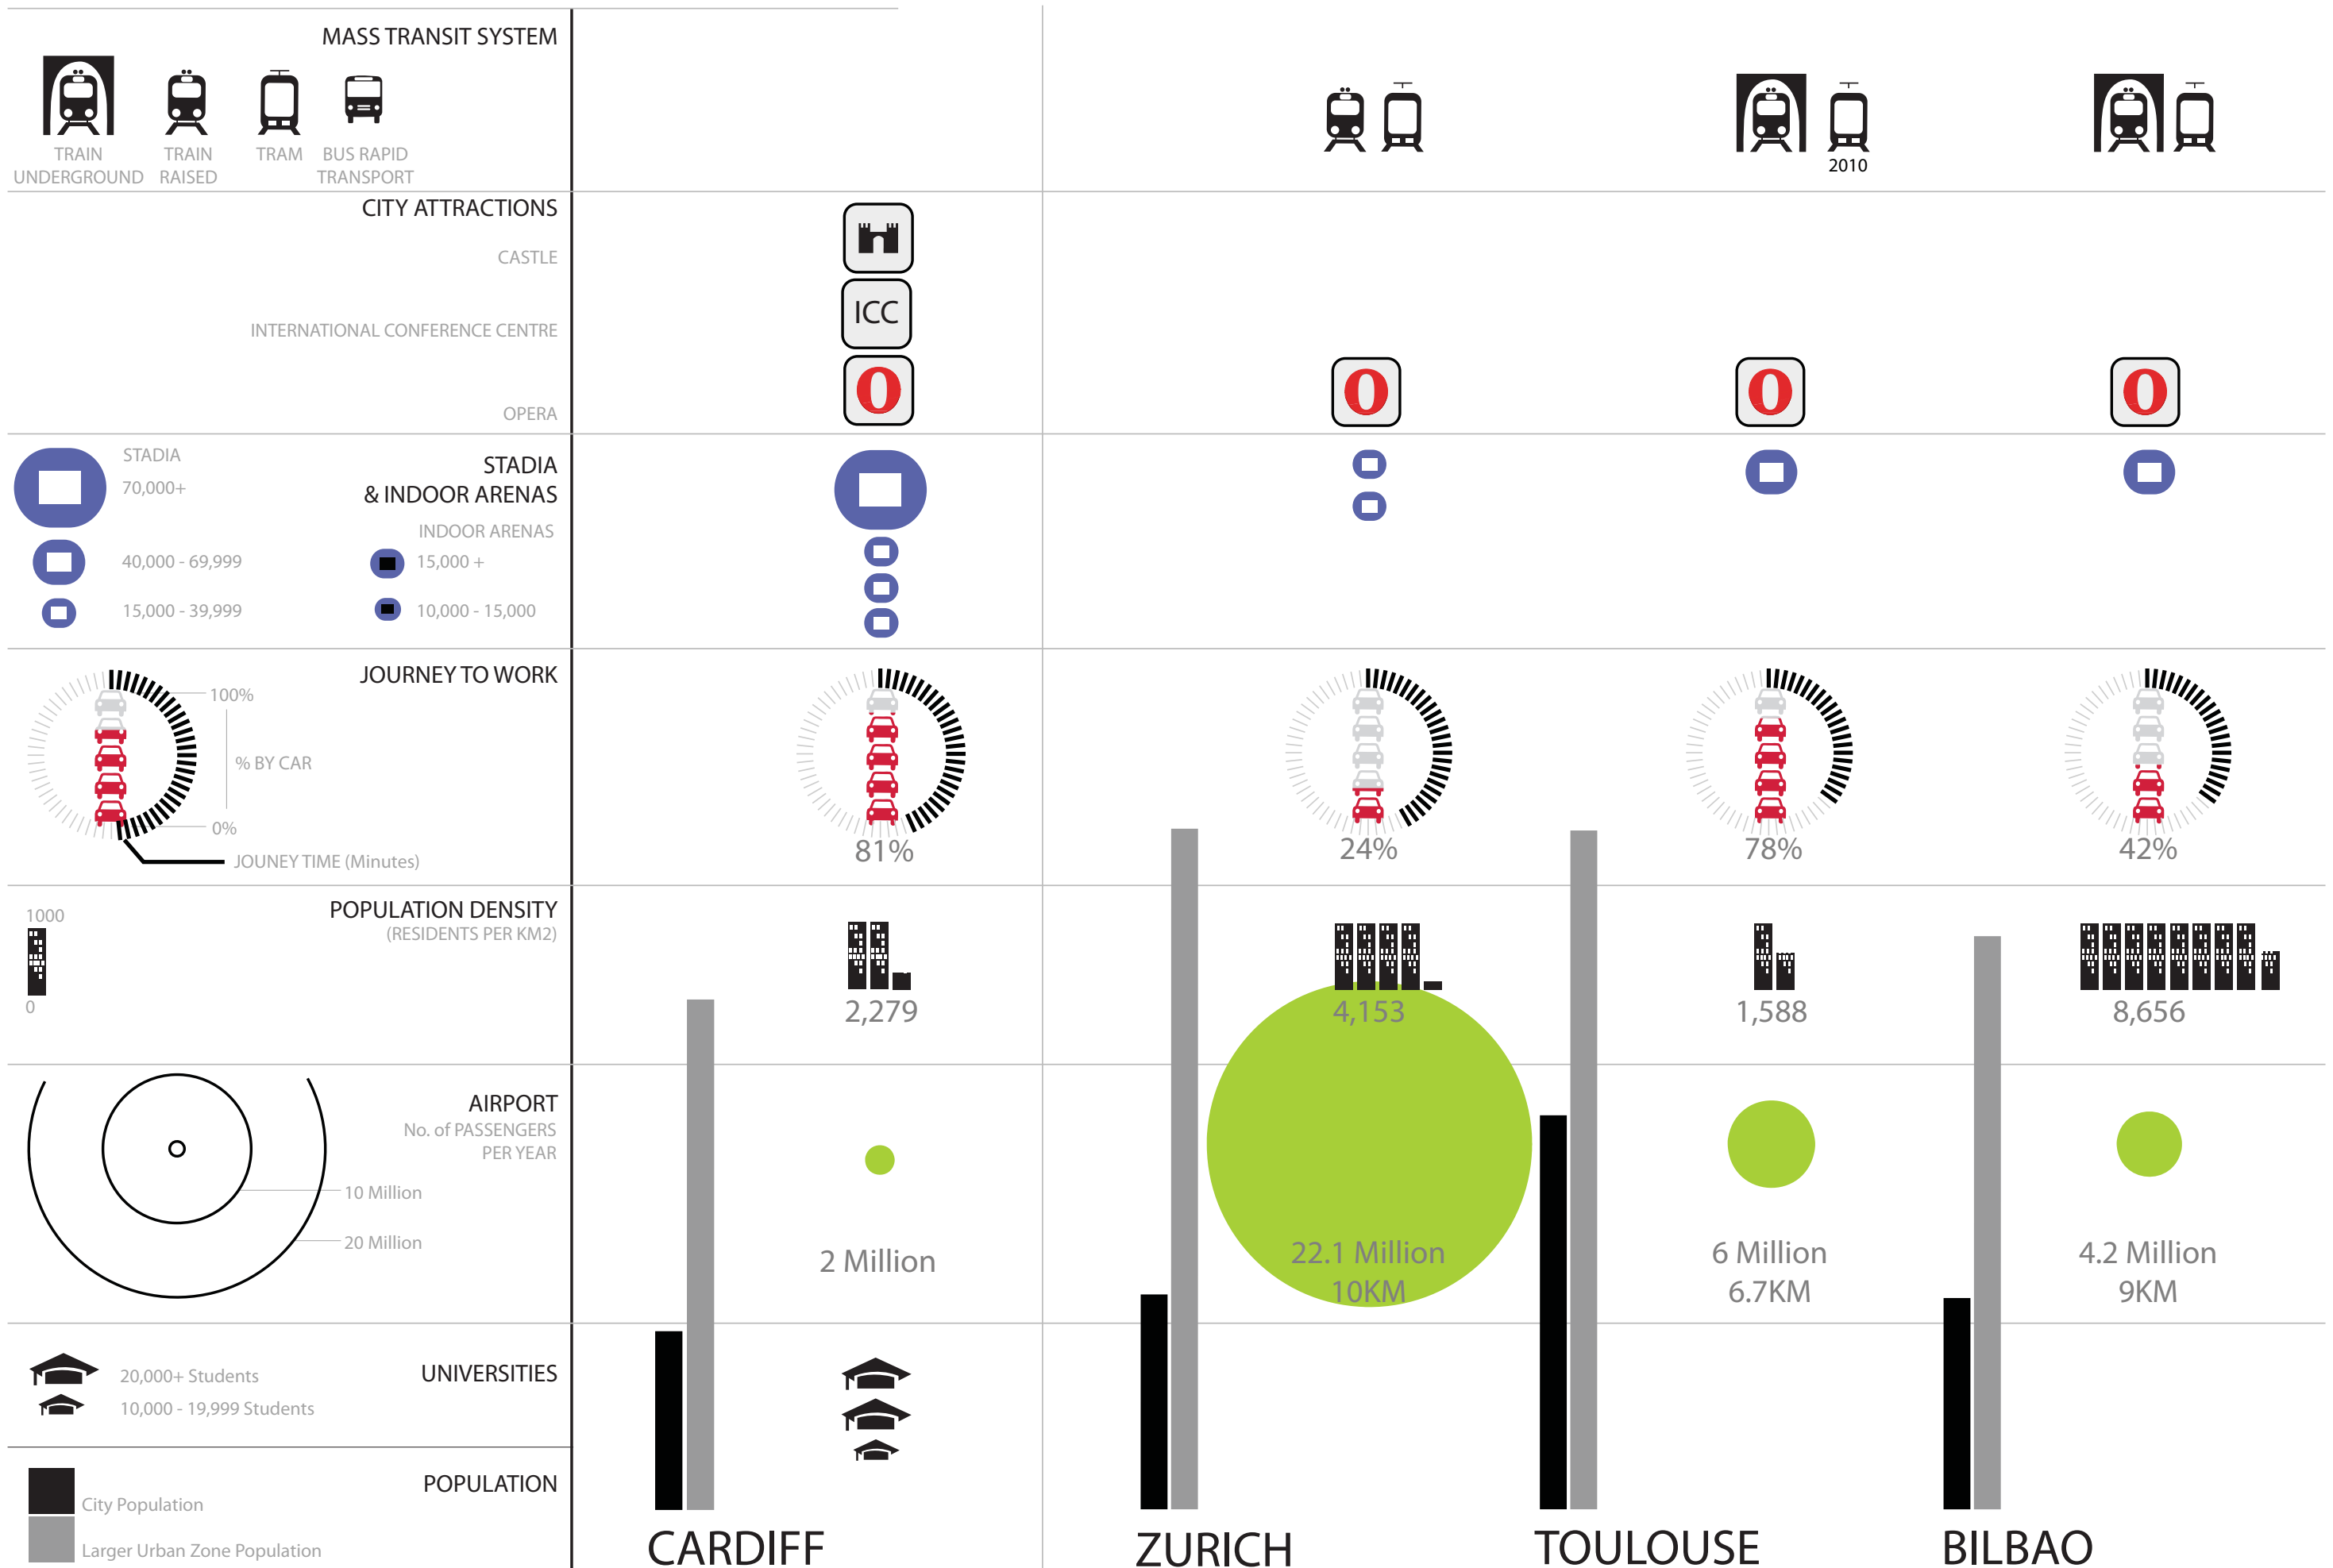 MASS TRANSIT SYSTEM
TRAIN
UNDERGROUND
TRAIN
RAISED
TRAM
BUS RAPID
TRANSPORT
2010
CITY ATTRACTIONS
CASTLE
INTERNATIONAL CONFERENCE CENTRE
ICC
OPERA
O
O
O
O
STADIA
70,000+
40,000 - 69,999
15,000 - 39,999
STADIA
& INDOOR ARENAS
INDOOR ARENAS
15,000 +
10,000 - 15,000
JOURNEY TO WORK
100%
% BY CAR
0%
JOUNEY TIME (Minutes)
81%
24%
78%
42%
POPULATION DENSITY
(RESIDENTS PER KM2)
1000
0
2,279
4,153
1,588
8,656
AIRPORT
No. of PASSENGERS
PER YEAR
10 Million
20 Million
2 Million
22.1 Million
10KM
6 Million
6.7KM
4.2 Million
9KM
UNIVERSITIES
20,000+ Students
10,000 - 19,999 Students
POPULATION
City Population
Larger Urban Zone Population
CARDIFF
ZURICH
TOULOUSE
BILBAO